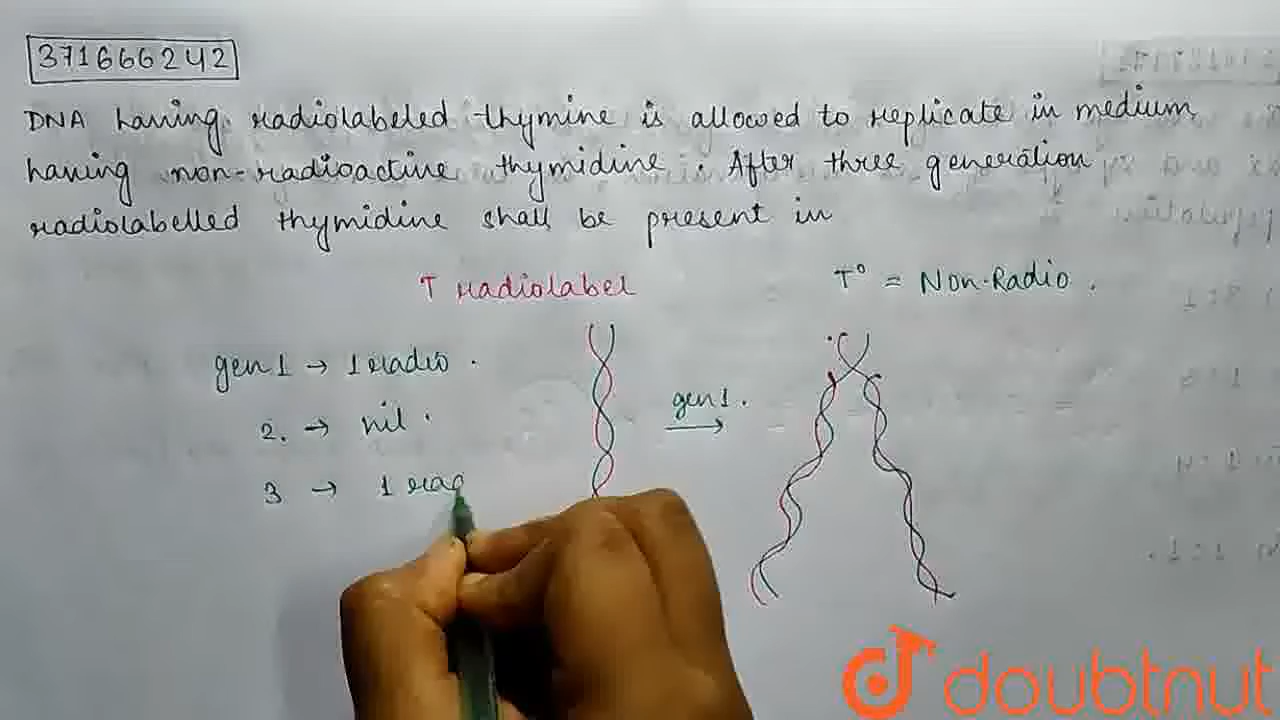 371666242
DNA having radiolabeled thymine is allowed to replicate in medium
having non-radioactive thymidine. After three generation
radiolabelled thymidine shall be present in
T radiolabel
T° = Non-Radio.
gen 1 → 1 radio.
gen 1.
2. → nil.
3 → 1 rad
doubtnut